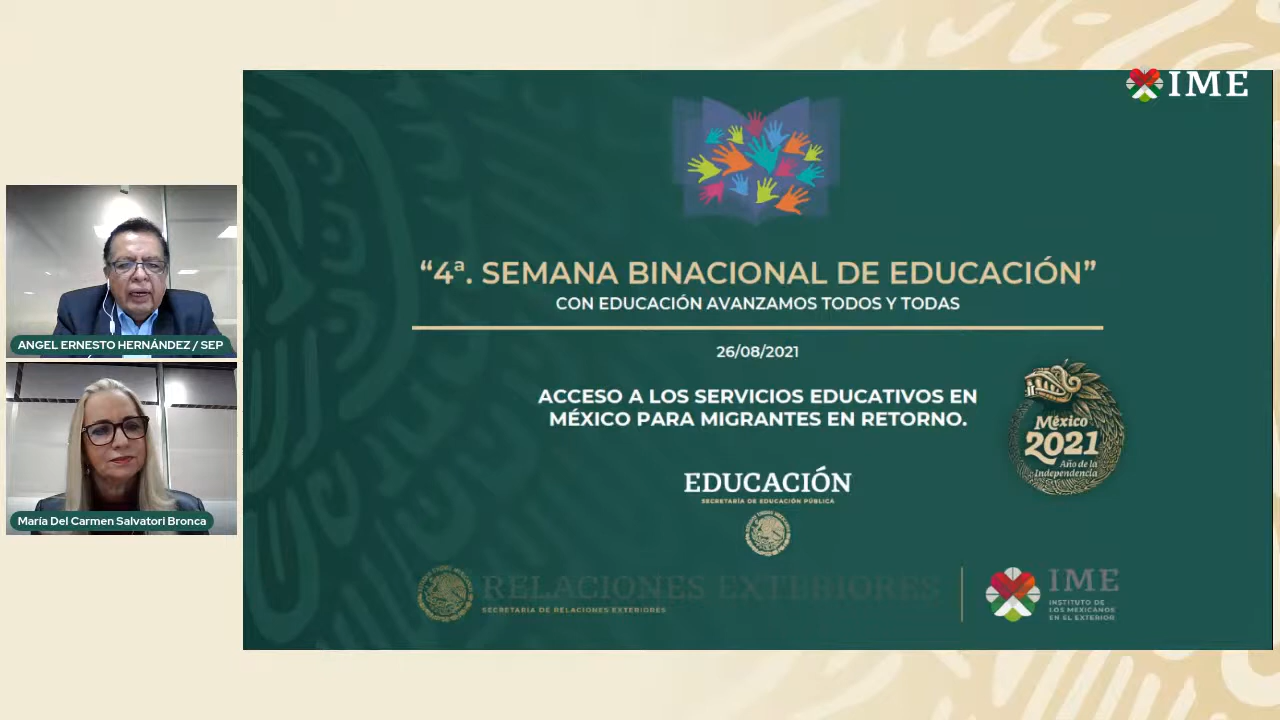 IME
“4ª. SEMANA BINACIONAL DE EDUCACIÓN”
CON EDUCACIÓN AVANZAMOS TODOS Y TODAS
26/08/2021
ACCESO A LOS SERVICIOS EDUCATIVOS EN
MÉXICO PARA MIGRANTES EN RETORNO.
México
2021
Año de la
Independencia
EDUCACIÓN
SECRETARÍA DE EDUCACIÓN PÚBLICA
RELACIONES EXTERIORES
SECRETARÍA DE RELACIONES EXTERIORES
IME
INSTITUTO DE
LOS MEXICANOS
EN EL EXTERIOR
ANGEL ERNESTO HERNÁNDEZ / SEP
María Del Carmen Salvatori Bronca